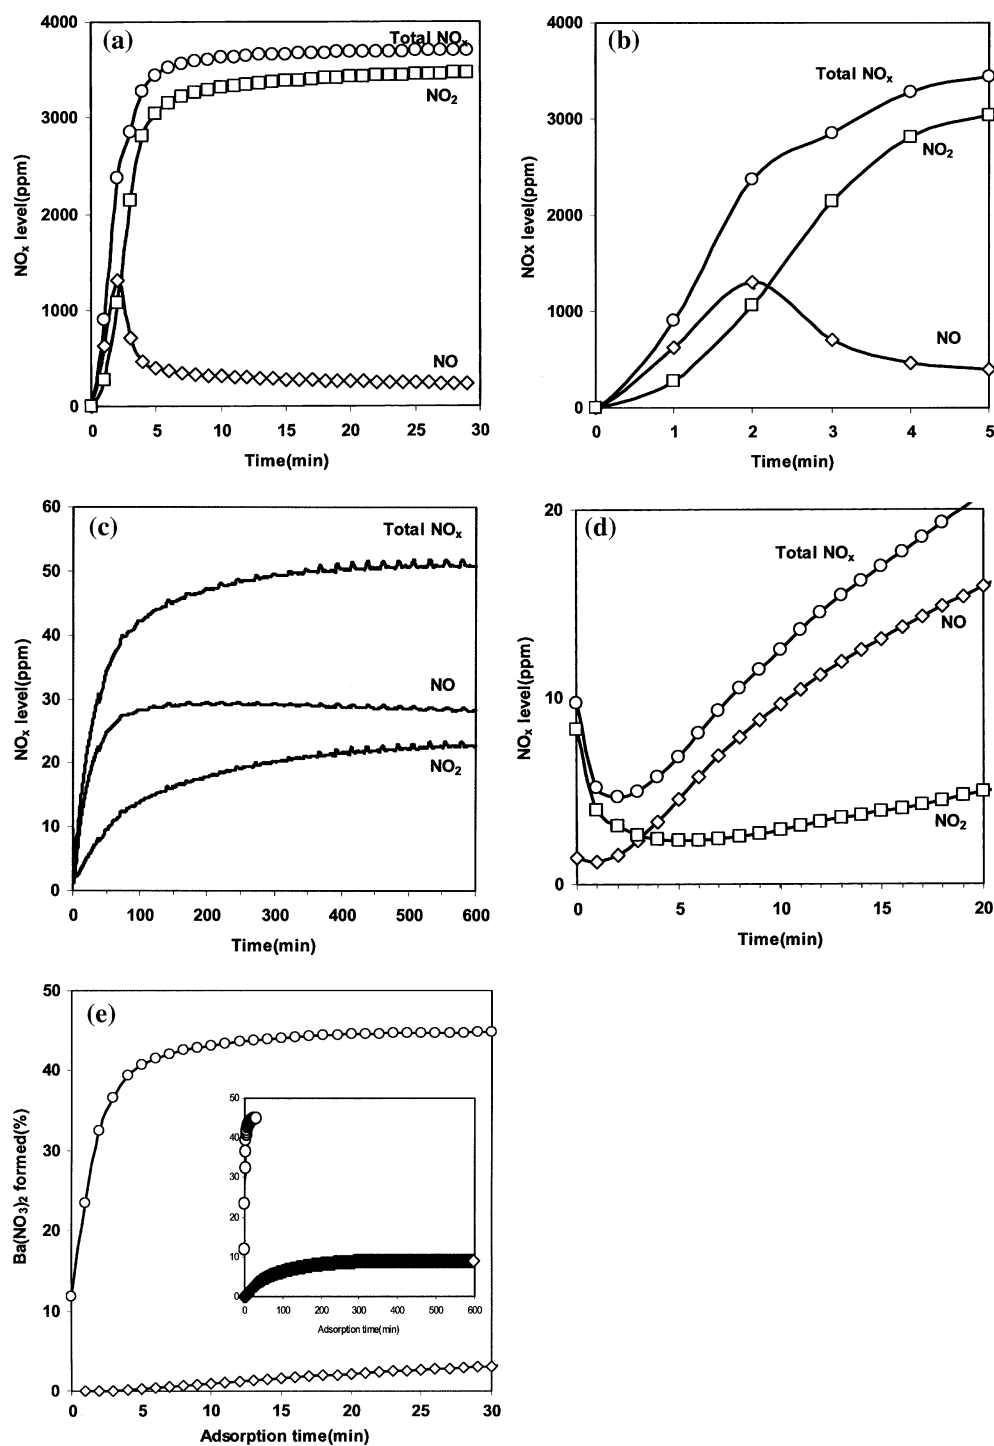 (a)
4000
3000
2000
1000
0
NOx level(ppm)
Total NOx
NO2
NO
0 5 10 15 20 25 30
Time(min)
(b)
4000
3000
2000
1000
0
NOx level(ppm)
Total NOx
NO2
NO
0 1 2 3 4 5
Time(min)
(c)
60
50
40
30
20
10
0
NOx level(ppm)
Total NOx
NO
NO2
0 100 200 300 400 500 600
Time(min)
(d)
20
10
0
NOx level(ppm)
Total NOx
NO
NO2
0 5 10 15 20
Time(min)
(e)
50
40
30
20
10
0
Ba(NO3)2 formed(%)
50
40
30
20
10
0
0 100 200 300 400 500 600
Adsorption time(min)
0 5 10 15 20 25 30
Adsorption time(min)